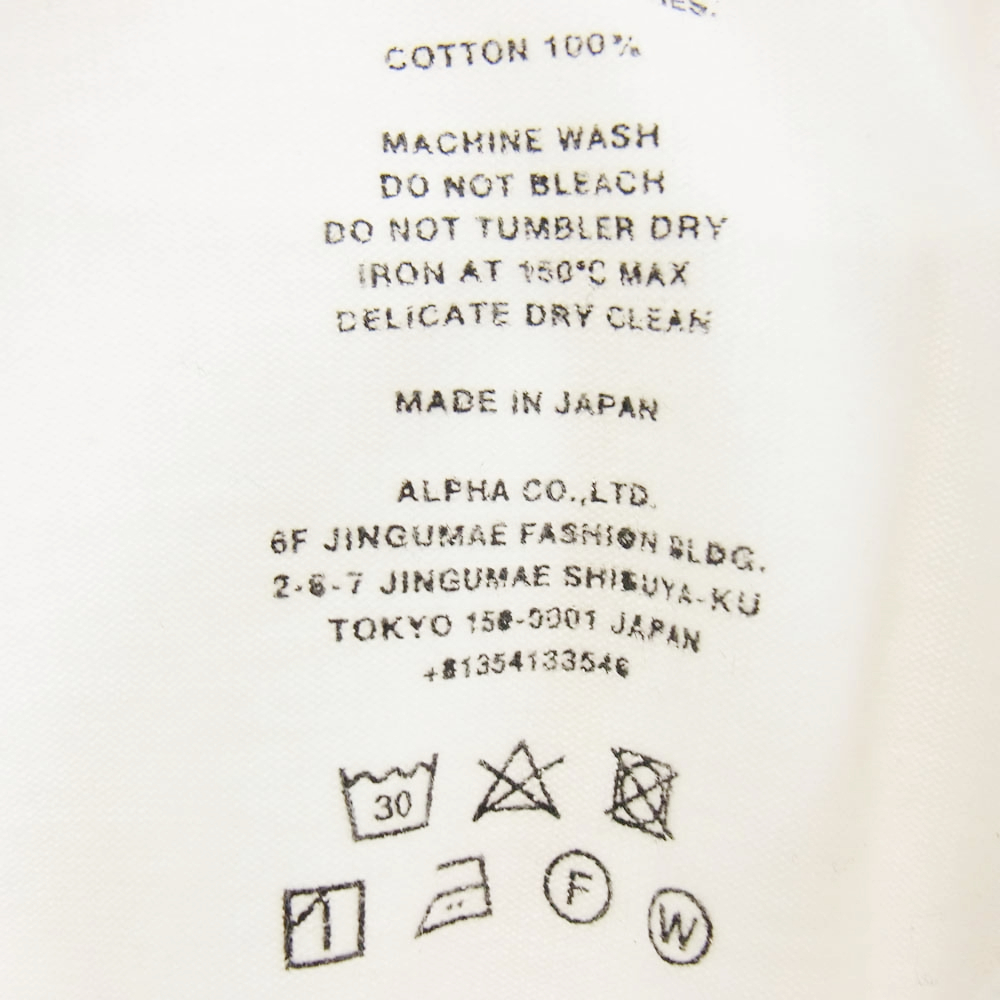 COTTON 100%
MACHINE WASH
DO NOT BLEACH
DO NOT TUMBLER DRY
IRON AT 150°C MAX
DELICATE DRY CLEAN
MADE IN JAPAN
ALPHA CO.,LTD.
6F JINGUMAE FASHION BLDG.
2-6-7 JINGUMAE SHIBUYA-KU
TOKYO 150-0001 JAPAN
+81354133546
30
F
W